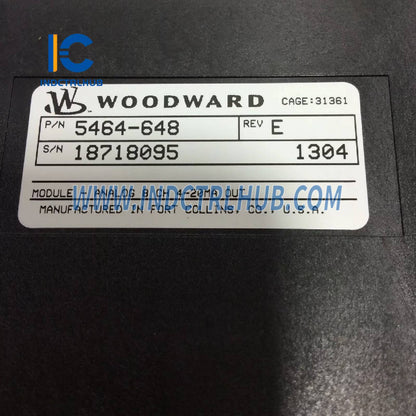 IC
INDCTRLHUB
WOODWARD CAGE:31361
P/N 5464-648 REV E
S/N 18718095 1304
WWW.INDCTRLHUB.COM
MODULE - ANALOG 8 CH 4-20MA OUT
MANUFACTURED IN FORT COLLINS, CO. U.S.A.